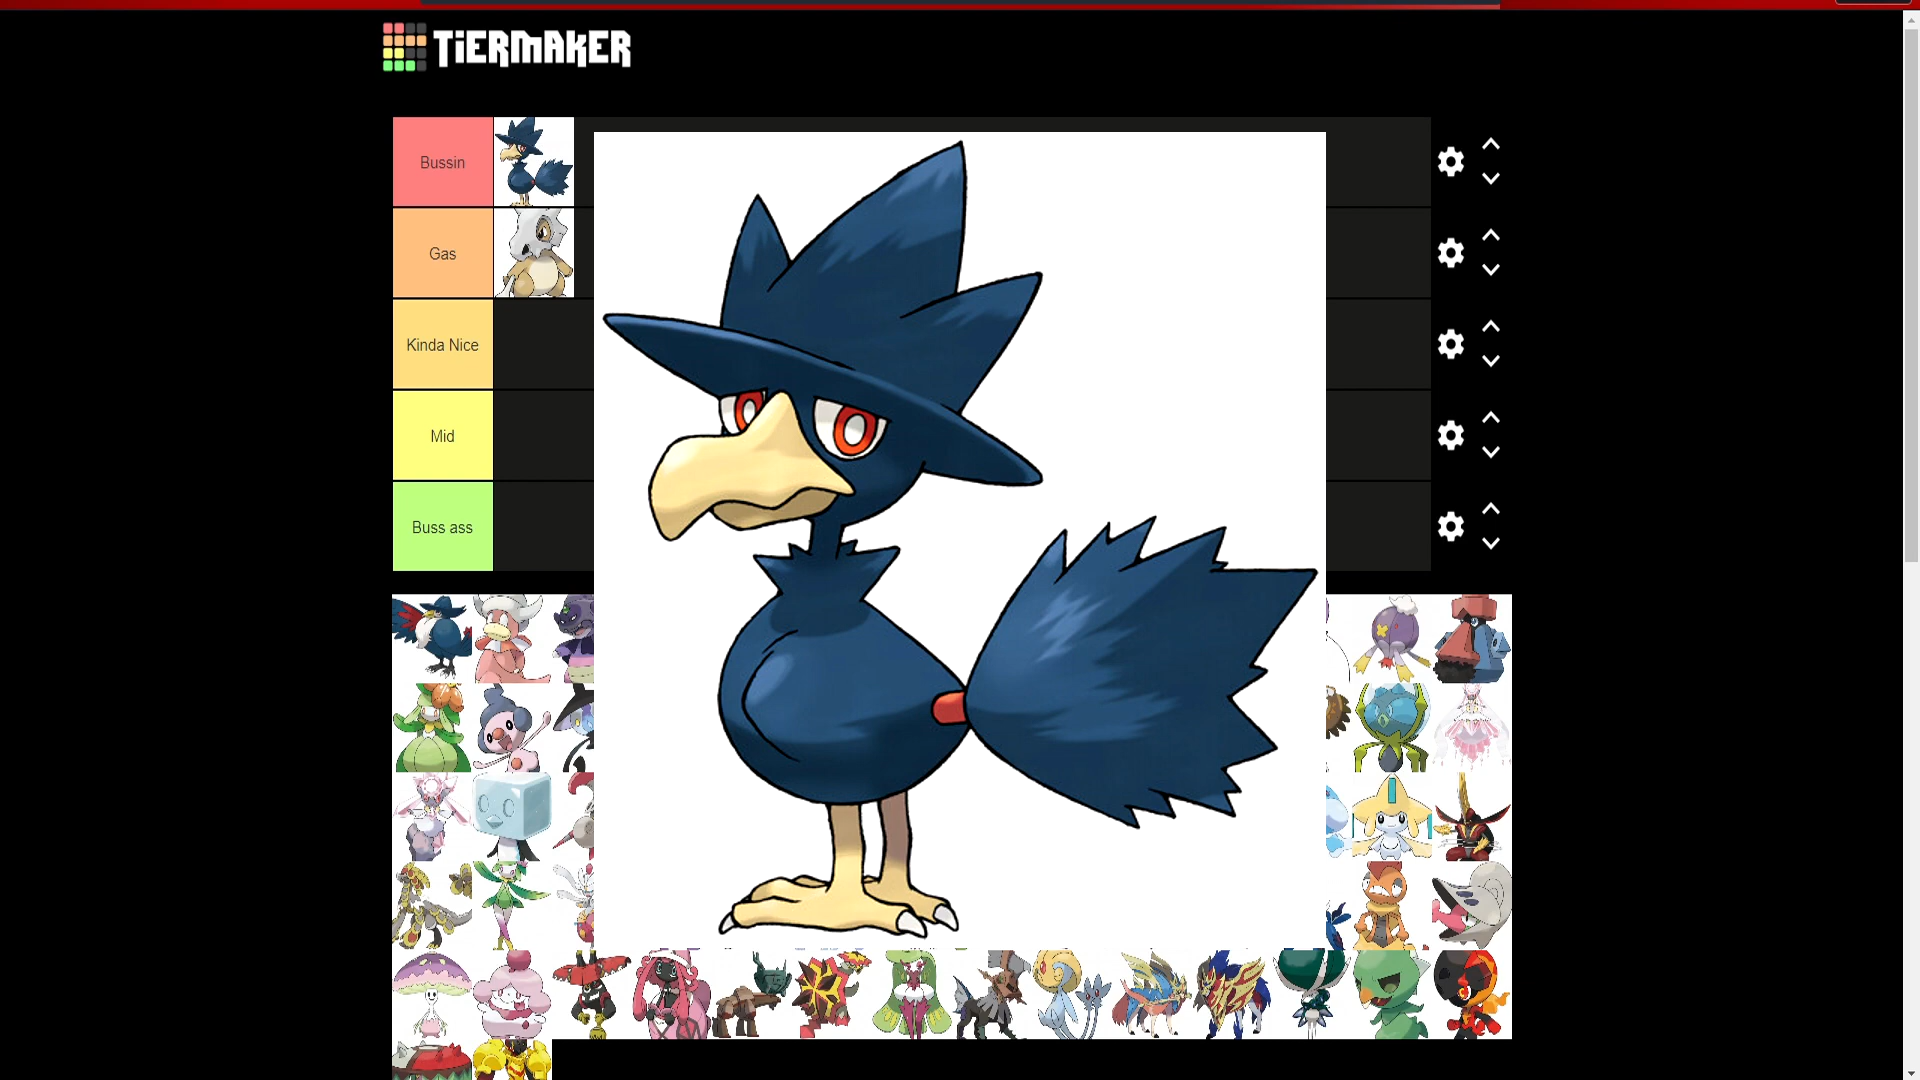 TiERMAKER
Bussin
Gas
Kinda Nice
Mid
Buss ass